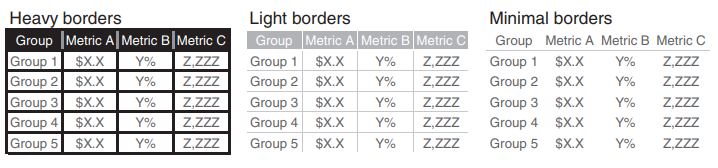 Heavy borders
Group Metric A Metric B Metric C
Group 1 $X.X Y% Z,ZZZ
Group 2 $X.X Y% Z,ZZZ
Group 3 $X.X Y% Z,ZZZ
Group 4 $X.X Y% Z,ZZZ
Group 5 $X.X Y% Z,ZZZ
Light borders
Group Metric A Metric B Metric C
Group 1 $X.X Y% Z,ZZZ
Group 2 $X.X Y% Z,ZZZ
Group 3 $X.X Y% Z,ZZZ
Group 4 $X.X Y% Z,ZZZ
Group 5 $X.X Y% Z,ZZZ
Minimal borders
Group Metric A Metric B Metric C
Group 1 $X.X Y% Z,ZZZ
Group 2 $X.X Y% Z,ZZZ
Group 3 $X.X Y% Z,ZZZ
Group 4 $X.X Y% Z,ZZZ
Group 5 $X.X Y% Z,ZZZ